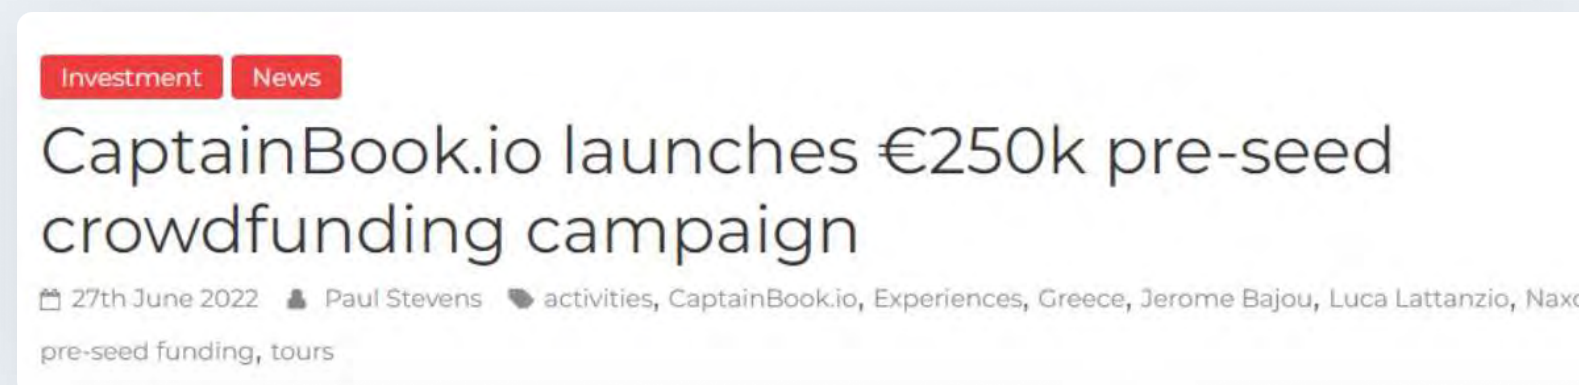 Investment News
CaptainBook.io launches €250k pre-seed
crowdfunding campaign
27th June 2022 Paul Stevens activities, CaptainBook.io, Experiences, Greece, Jerome Bajou, Luca Lattanzio,
pre-seed funding, tours